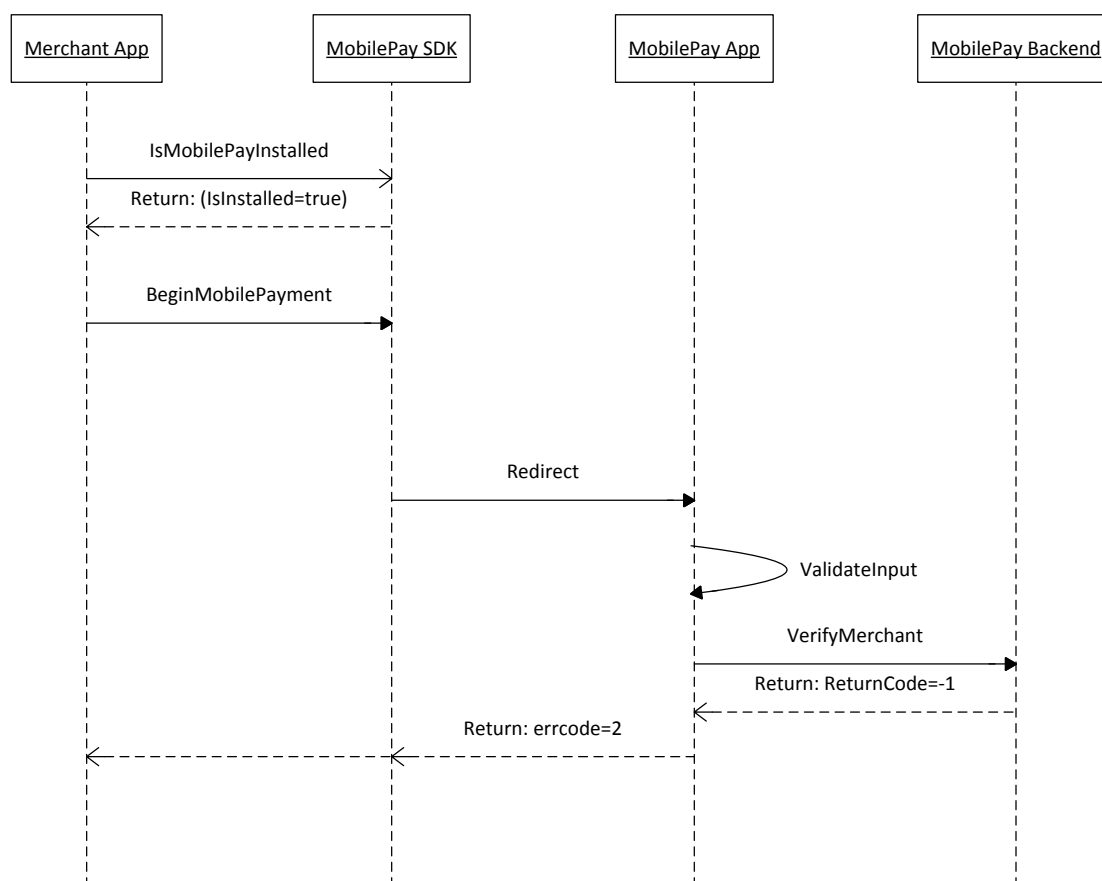 Merchant App
MobilePay SDK
MobilePay App
MobilePay Backend
IsMobilePayInstalled
Return: (IsInstalled=true)
BeginMobilePayment
Redirect
ValidateInput
VerifyMerchant
Return: ReturnCode=-1
Return: errcode=2